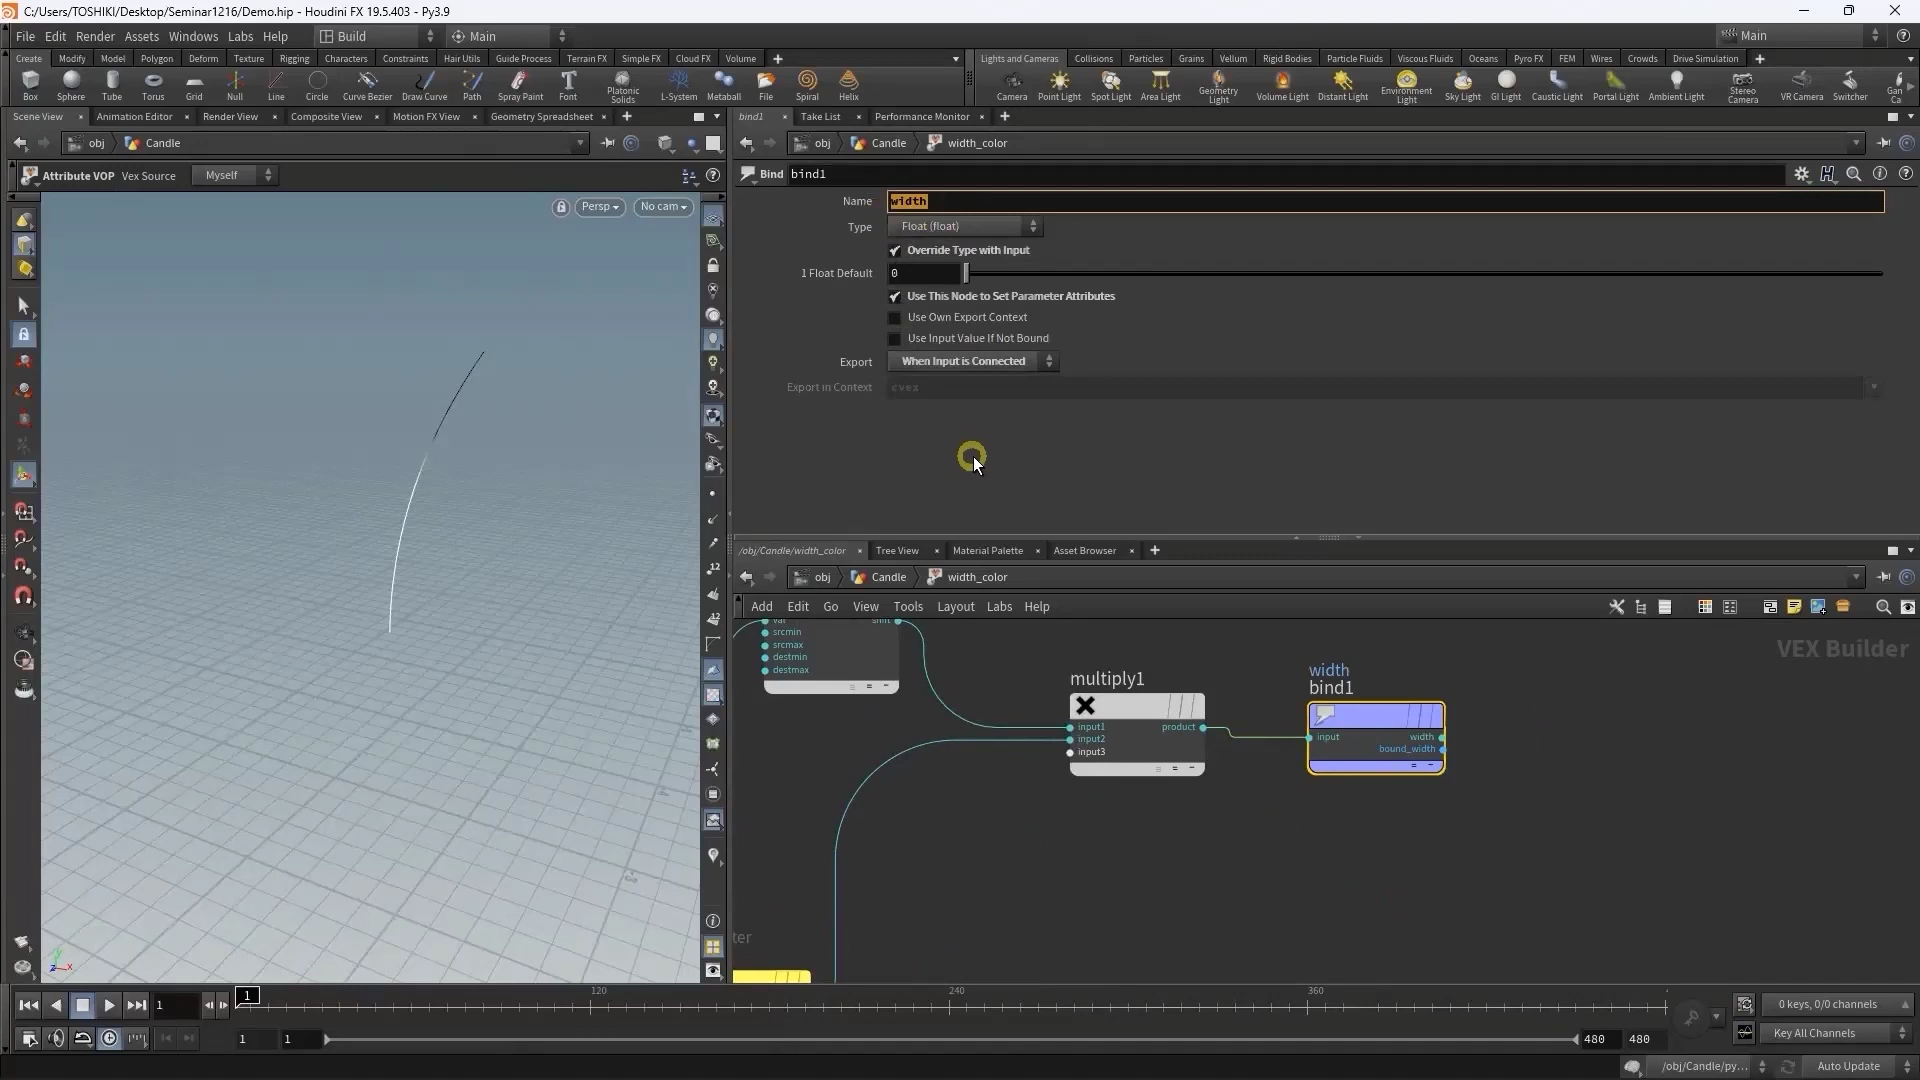 C:/Users/TOSHIKI/Desktop/Seminar1216/Demo.hip - Houdini FX 19.5.403 - Py3.9
File Edit Render Assets Windows Labs Help Build Main Main
Create Modify Model Polygon Deform Texture Rigging Characters Constraints Hair Utils Guide Process Terrain FX Simple FX Cloud FX Volume
Lights and Cameras Collisions Particles Grains Vellum Rigid Bodies Particle Fluids Viscous Fluids Oceans Pyro FX FEM Wires Crowds Drive Simulation
Box Sphere Tube Torus Grid Null Line Circle Curve Bezier Draw Curve Path Spray Paint Font Platonic Solids L-System Metaball File Spiral Helix
Camera Point Light Spot Light Area Light Geometry Light Volume Light Distant Light Environment Light Sky Light GI Light Caustic Light Portal Light Ambient Light Stereo Camera VR Camera Switcher Gan Ca
Scene View Animation Editor Render View Composite View Motion FX View Geometry Spreadsheet
bind1 Take List Performance Monitor
obj Candle
obj Candle width_color
Attribute VOP Vex Source Myself
Bind bind1
Persp No cam
Name width
Type Float (float)
Override Type with Input
1 Float Default 0
Use This Node to Set Parameter Attributes
Use Own Export Context
Use Input Value If Not Bound
Export When Input is Connected
Export in Context cvex
/obj/Candle/width_color Tree View Material Palette Asset Browser
obj Candle width_color
Add Edit Go View Tools Layout Labs Help
VEX Builder
val shift
srcmin
srcmax
destmin
destmax
multiply1
input1 product
input2
input3
width
bind1
input width
bound_width
ter
1 1 120 240 360
0 keys, 0/0 channels
1 1 480 480
Key All Channels
/obj/Candle/py... Auto Update